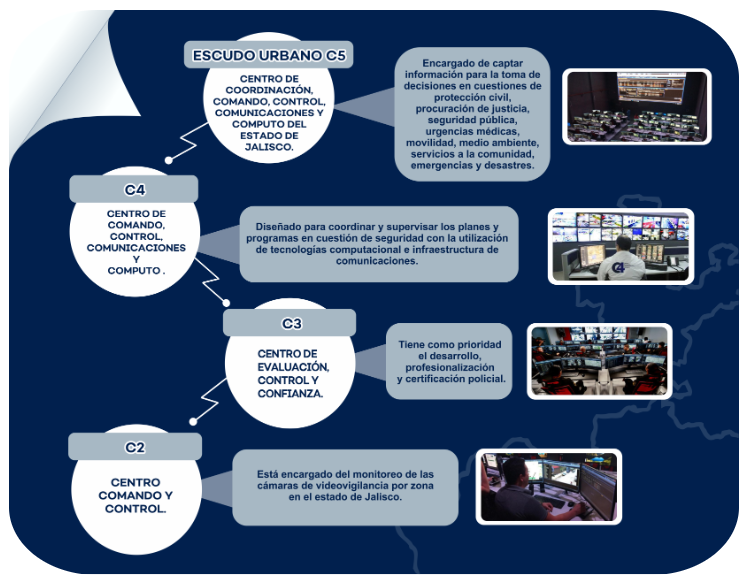 ESCUDO URBANO C5
CENTRO DE
COORDINACIÓN,
COMANDO, CONTROL,
COMUNICACIONES Y
COMPUTO DEL
ESTADO DE
JALISCO.
Encargado de captar
información para la toma de
decisiones en cuestiones de
protección civil,
procuración de justicia,
seguridad pública,
urgencias médicas,
movilidad, medio ambiente,
servicios a la comunidad,
emergencias y desastres.
C4
CENTRO DE
COMANDO,
CONTROL,
COMUNICACIONES
Y
COMPUTO .
Diseñado para coordinar y supervisar los planes y
programas en cuestión de seguridad con la utilización
de tecnologías computacional e infraestructura de
comunicaciones.
C4
C3
CENTRO DE
EVALUACIÓN,
CONTROL Y
CONFIANZA.
Tiene como prioridad
el desarrollo,
profesionalización
y certificación policial.
C2
CENTRO
COMANDO Y
CONTROL.
Está encargado del monitoreo de las
cámaras de videovigilancia por zona
en el estado de Jalisco.